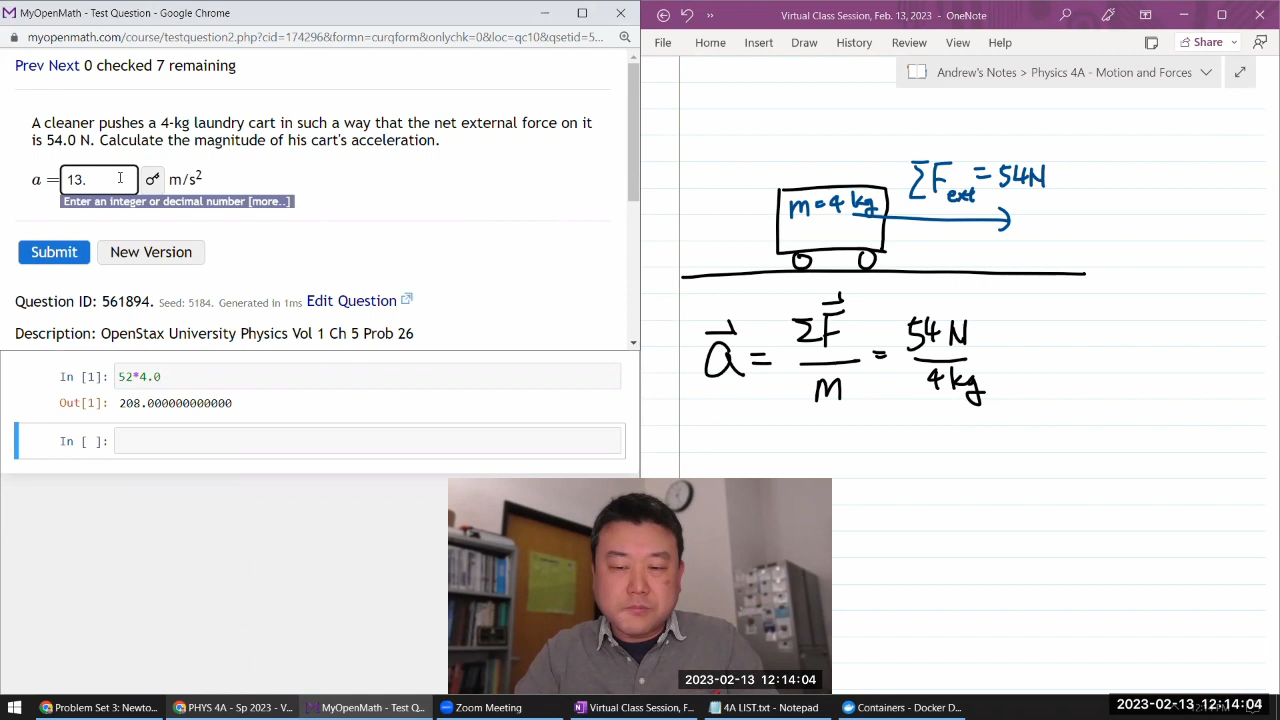 MyOpenMath - Test Question - Google Chrome
myopenmath.com/course/testquestion2.php?cid=174296&formn=curqform&onlychk=0&loc=qc10&qsetid=5...
Prev Next 0 checked 7 remaining
A cleaner pushes a 4-kg laundry cart in such a way that the net external force on it
is 54.0 N. Calculate the magnitude of his cart's acceleration.
a = 13. m/s²
Enter an integer or decimal number [more..]
Submit New Version
Question ID: 561894. Seed: 5184. Generated in 1ms Edit Question
Description: OpenStax University Physics Vol 1 Ch 5 Prob 26
In [1]: 52*4.0
Out[1]: 208.000000000000
In [ ]:
Virtual Class Session, Feb. 13, 2023 - OneNote
File Home Insert Draw History Review View Help Share
Andrew's Notes > Physics 4A - Motion and Forces
ΣF⃗ext = 54N
m = 4 kg
a⃗ = ΣF⃗/m = 54 N/4 kg
2023-02-13 12:14:04
Problem Set 3: Newto... PHYS 4A - Sp 2023 - V... MyOpenMath - Test Q... Zoom Meeting Virtual Class Session, F... 4A LIST.txt - Notepad Containers - Docker D...
2023-02-13 12:14:04